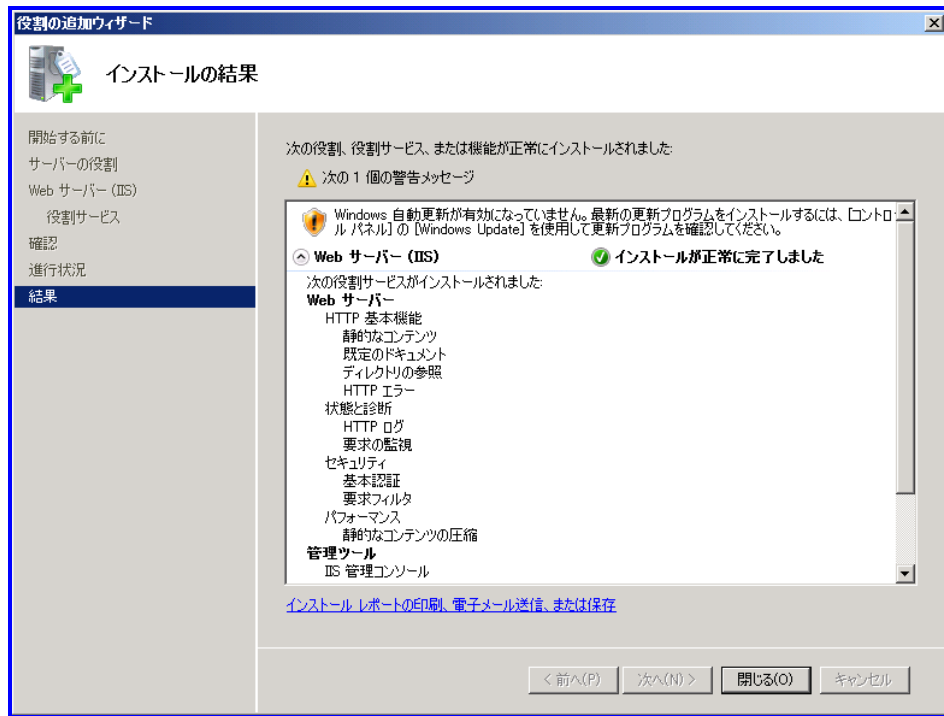 役割の追加ウィザード
インストールの結果
開始する前に
サーバーの役割
Web サーバー (IIS)
役割サービス
確認
進行状況
結果
次の役割、役割サービス、または機能が正常にインストールされました:
次の 1 個の警告メッセージ
Windows 自動更新が有効になっていません。最新の更新プログラムをインストールするには、[コントロー
ル パネル] の [Windows Update] を使用して更新プログラムを確認してください。
Web サーバー (IIS) インストールが正常に完了しました
次の役割サービスがインストールされました:
Web サーバー
HTTP 基本機能
静的なコンテンツ
既定のドキュメント
ディレクトリの参照
HTTP エラー
状態と診断
HTTP ログ
要求の監視
セキュリティ
基本認証
要求フィルタ
パフォーマンス
静的なコンテンツの圧縮
管理ツール
IIS 管理コンソール
インストール レポートの印刷、電子メール送信、または保存
< 前へ(P) 次へ(N) > 閉じる(O) キャンセル